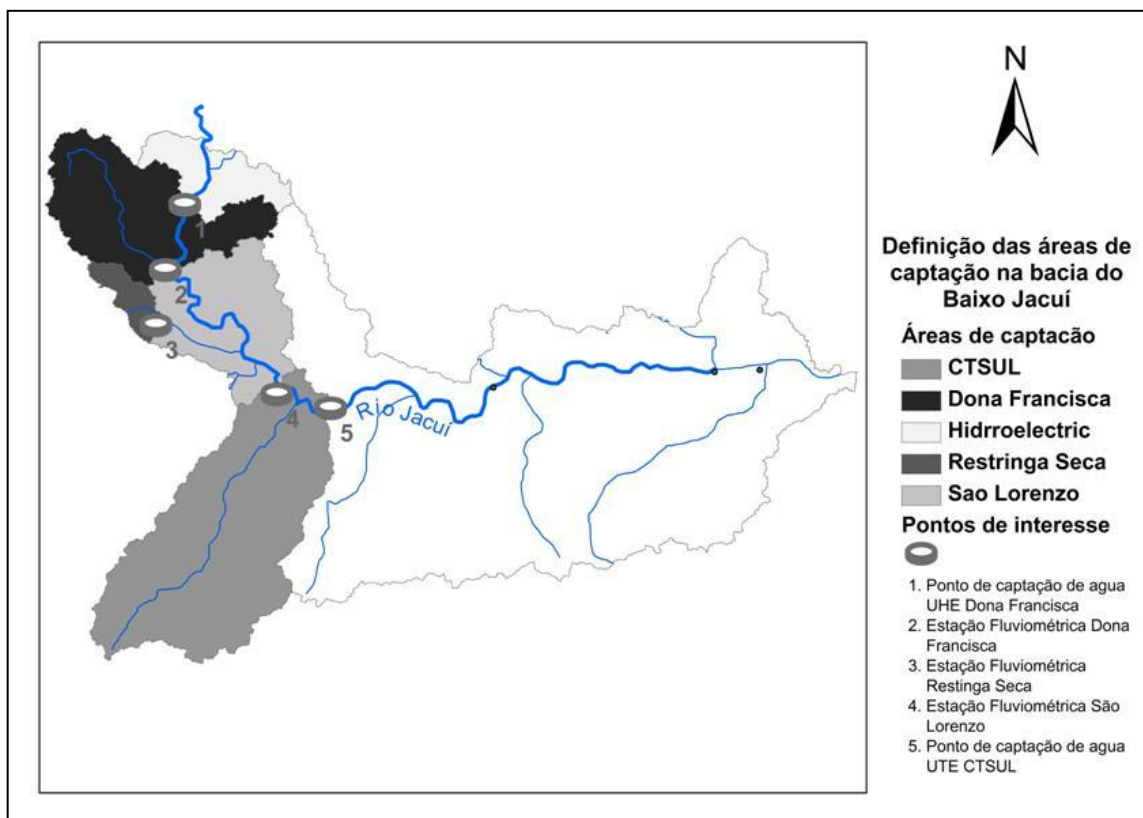 N
Definição das áreas de
captação na bacia do
Baixo Jacuí
Áreas de captacão
CTSUL
Dona Francisca
Hidrroelectric
Restringa Seca
Sao Lorenzo
Pontos de interesse
1. Ponto de captação de agua
UHE Dona Francisca
2. Estação Fluviométrica Dona
Francisca
3. Estação Fluviométrica
Restinga Seca
4. Estação Fluviométrica São
Lorenzo
5. Ponto de captação de agua
UTE CTSUL
1
2
3
4
5
Rio Jacuí